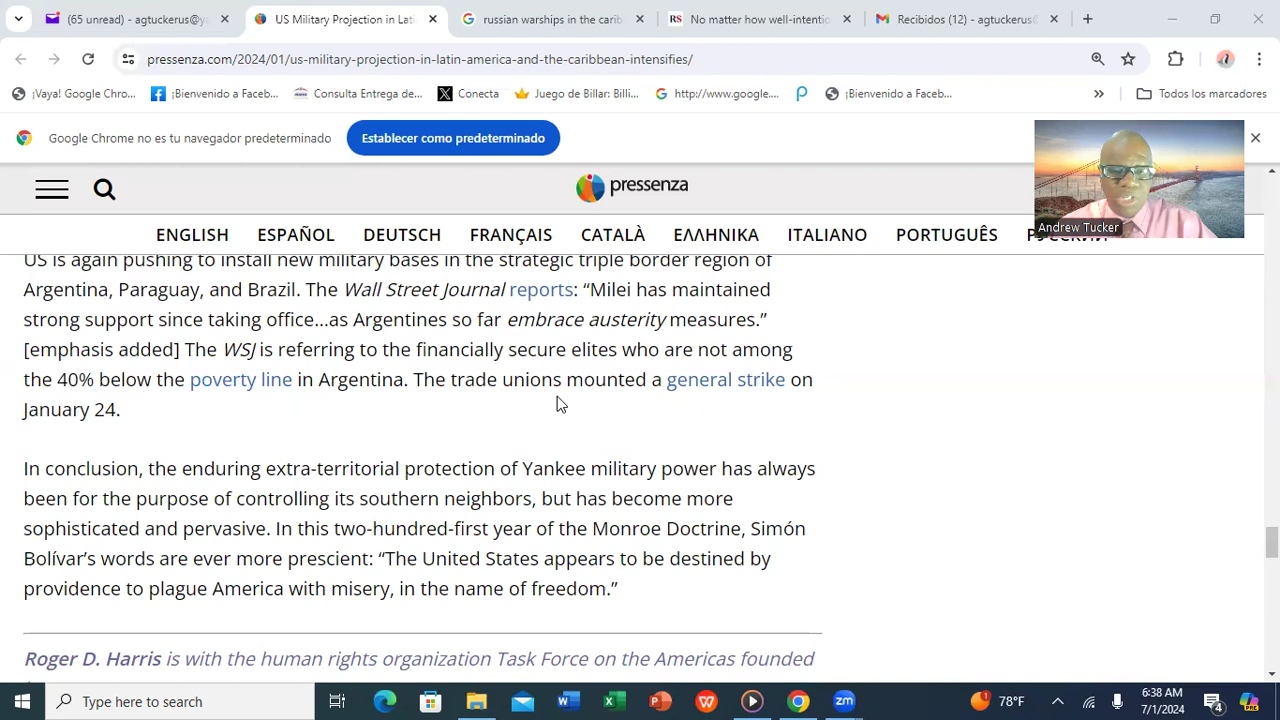 (65 unread) - agtuckerus@y
US Military Projection in Lati
russian warships in the carib
No matter how well-intentio
Recibidos (12) - agtuckerus@
pressenza.com/2024/01/us-military-projection-in-latin-america-and-the-caribbean-intensifies/
¡Vaya! Google Chro...
¡Bienvenido a Faceb...
Consulta Entrega de...
Conecta
Juego de Billar: Billi...
http://www.google....
¡Bienvenido a Faceb...
Todos los marcadores
Google Chrome no es tu navegador predeterminado
Establecer como predeterminado
Andrew Tucker
pressenza
ENGLISH ESPAÑOL DEUTSCH FRANÇAIS CATALÀ ΕΛΛΗΝΙΚΑ ITALIANO PORTUGUÊS
US is again pushing to install new military bases in the strategic triple border region of
Argentina, Paraguay, and Brazil. The Wall Street Journal reports: “Milei has maintained
strong support since taking office...as Argentines so far embrace austerity measures.”
[emphasis added] The WSJ is referring to the financially secure elites who are not among
the 40% below the poverty line in Argentina. The trade unions mounted a general strike on
January 24.
In conclusion, the enduring extra-territorial protection of Yankee military power has always
been for the purpose of controlling its southern neighbors, but has become more
sophisticated and pervasive. In this two-hundred-first year of the Monroe Doctrine, Simón
Bolívar’s words are ever more prescient: “The United States appears to be destined by
providence to plague America with misery, in the name of freedom.”
Roger D. Harris is with the human rights organization Task Force on the Americas founded
Type here to search
zm
1
78°F
6:38 AM
7/1/2024
4